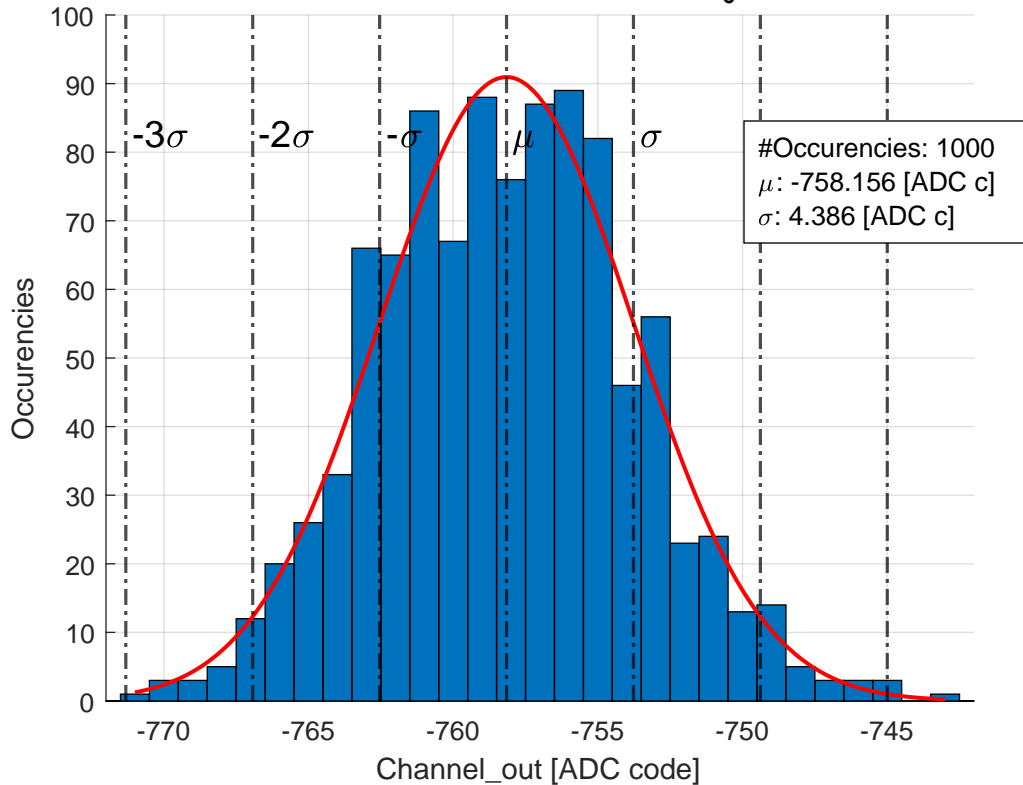 100
90
80
70
60
50
40
30
20
10
0
Occurencies
-3σ
-2σ
-σ
μ
σ
#Occurencies: 1000
μ: -758.156 [ADC c]
σ: 4.386 [ADC c]
-770
-765
-760
-755
-750
-745
Channel_out [ADC code]